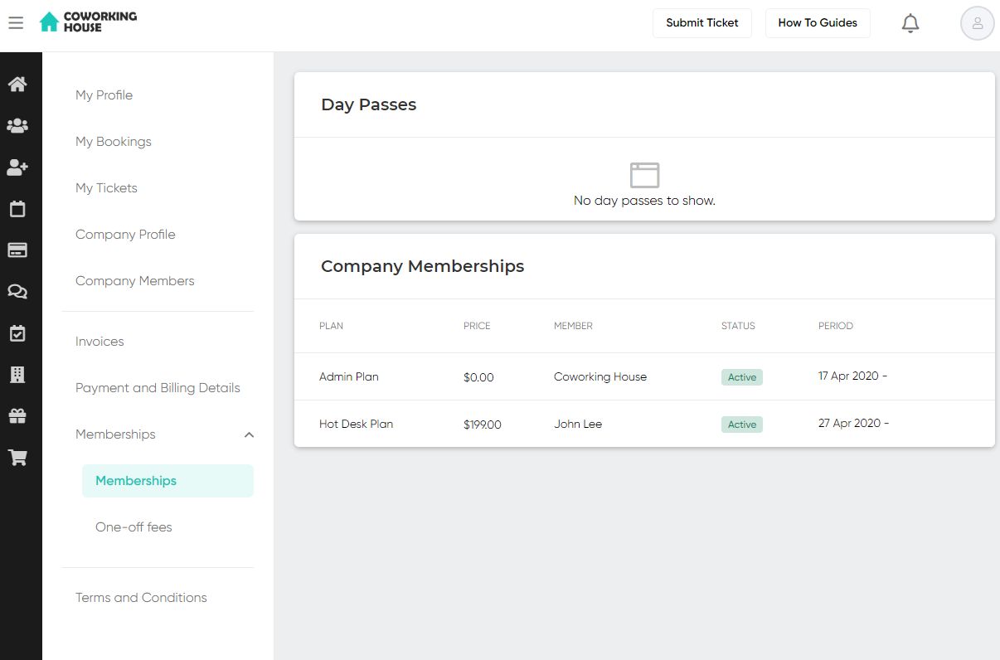 COWORKING
HOUSE
Submit Ticket
How To Guides
My Profile
My Bookings
My Tickets
Company Profile
Company Members
Invoices
Payment and Billing Details
Memberships
Memberships
One-off fees
Terms and Conditions
Day Passes
No day passes to show.
Company Memberships
PLAN PRICE MEMBER STATUS PERIOD
Admin Plan $0.00 Coworking House Active 17 Apr 2020 -
Hot Desk Plan $199.00 John Lee Active 27 Apr 2020 -